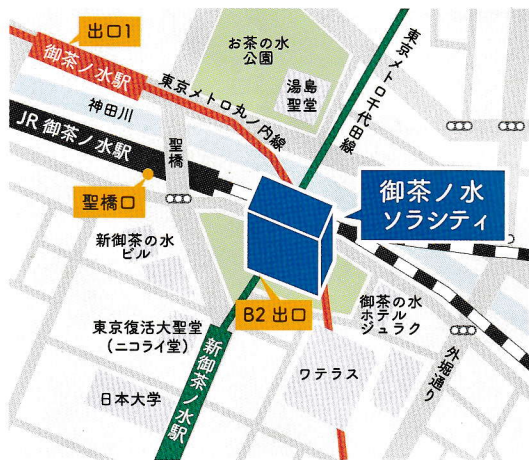 出口1
御茶ノ水駅
お茶の水
公園
湯島
聖堂
東京メトロ丸ノ内線
東京メトロ千代田線
神田川
JR 御茶ノ水駅
聖橋
聖橋口
御茶ノ水
ソラシティ
新御茶の水
ビル
B2 出口
御茶の水
ホテル
ジュラク
東京復活大聖堂
(ニコライ堂)
新御茶ノ水駅
ワテラス
外堀通り
日本大学